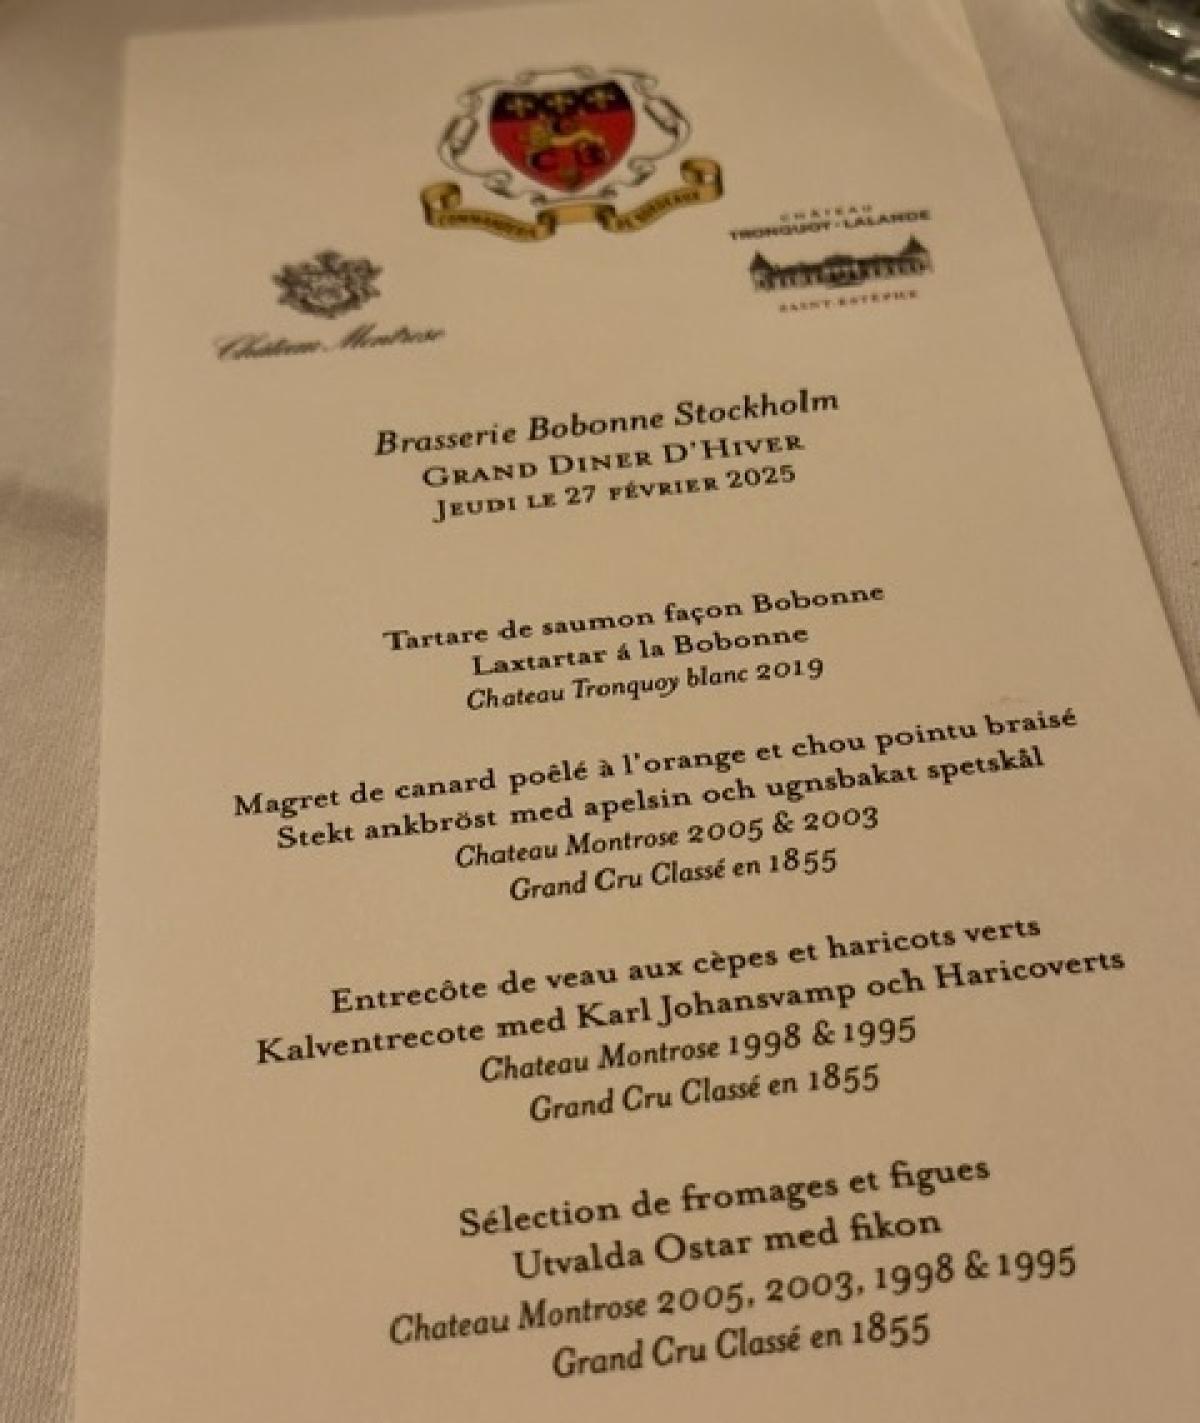 COMMANDERIE DE BORDEAUX
CHÂTEAU
TRONQUOY-LALANDE
SAINT-ESTÈPHE
Château Montrose
Brasserie Bobonne Stockholm
GRAND DINER D'HIVER
JEUDI LE 27 FÉVRIER 2025
Tartare de saumon façon Bobonne
Laxtartar á la Bobonne
Chateau Tronquoy blanc 2019
Magret de canard poêlé à l'orange et chou pointu braisé
Stekt ankbröst med apelsin och ugnsbakat spetskål
Chateau Montrose 2005 & 2003
Grand Cru Classé en 1855
Entrecôte de veau aux cèpes et haricots verts
Kalventrecote med Karl Johansvamp och Haricoverts
Chateau Montrose 1998 & 1995
Grand Cru Classé en 1855
Sélection de fromages et figues
Utvalda Ostar med fikon
Chateau Montrose 2005, 2003, 1998 & 1995
Grand Cru Classé en 1855